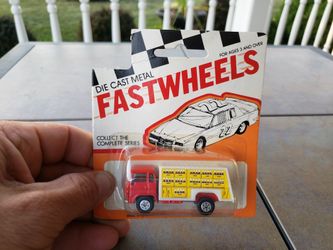 FOR AGES 3 AND OVER
DIE CAST METAL
FASTWHEELS
COLLECT THE
COMPLETE SERIES
22